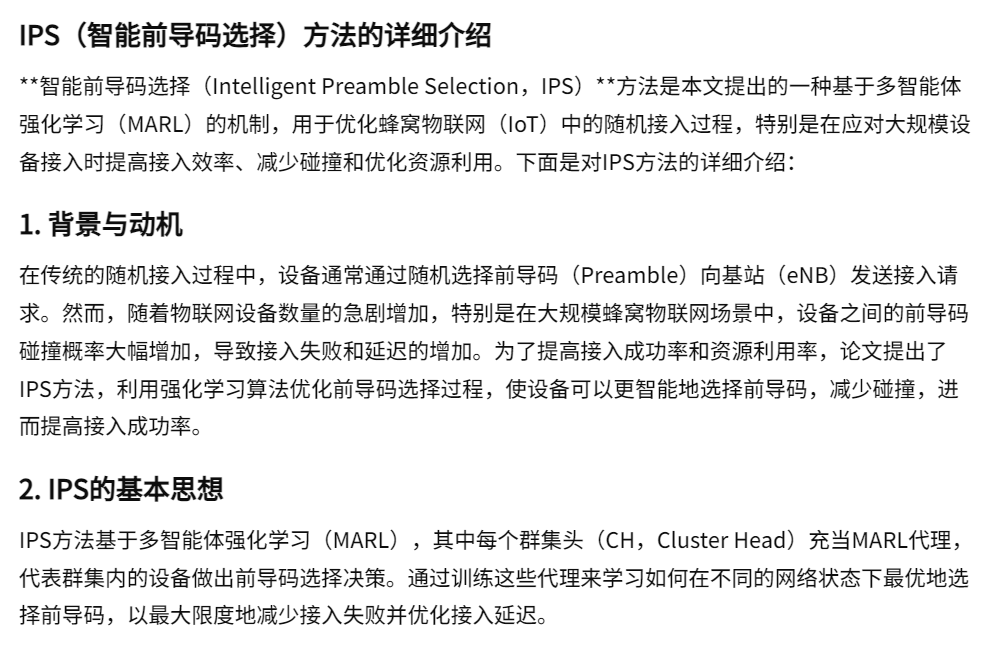 IPS（智能前导码选择）方法的详细介绍
**智能前导码选择（Intelligent Preamble Selection，IPS）**方法是本文提出的一种基于多智能体
强化学习（MARL）的机制，用于优化蜂窝物联网（IoT）中的随机接入过程，特别是在应对大规模设
备接入时提高接入效率、减少碰撞和优化资源利用。下面是对IPS方法的详细介绍：
1. 背景与动机
在传统的随机接入过程中，设备通常通过随机选择前导码（Preamble）向基站（eNB）发送接入请
求。然而，随着物联网设备数量的急剧增加，特别是在大规模蜂窝物联网场景中，设备之间的前导码
碰撞概率大幅增加，导致接入失败和延迟的增加。为了提高接入成功率和资源利用率，论文提出了
IPS方法，利用强化学习算法优化前导码选择过程，使设备可以更智能地选择前导码，减少碰撞，进
而提高接入成功率。
2. IPS的基本思想
IPS方法基于多智能体强化学习（MARL），其中每个群集头（CH，Cluster Head）充当MARL代理，
代表群集内的设备做出前导码选择决策。通过训练这些代理来学习如何在不同的网络状态下最优地选
择前导码，以最大限度地减少接入失败并优化接入延迟。